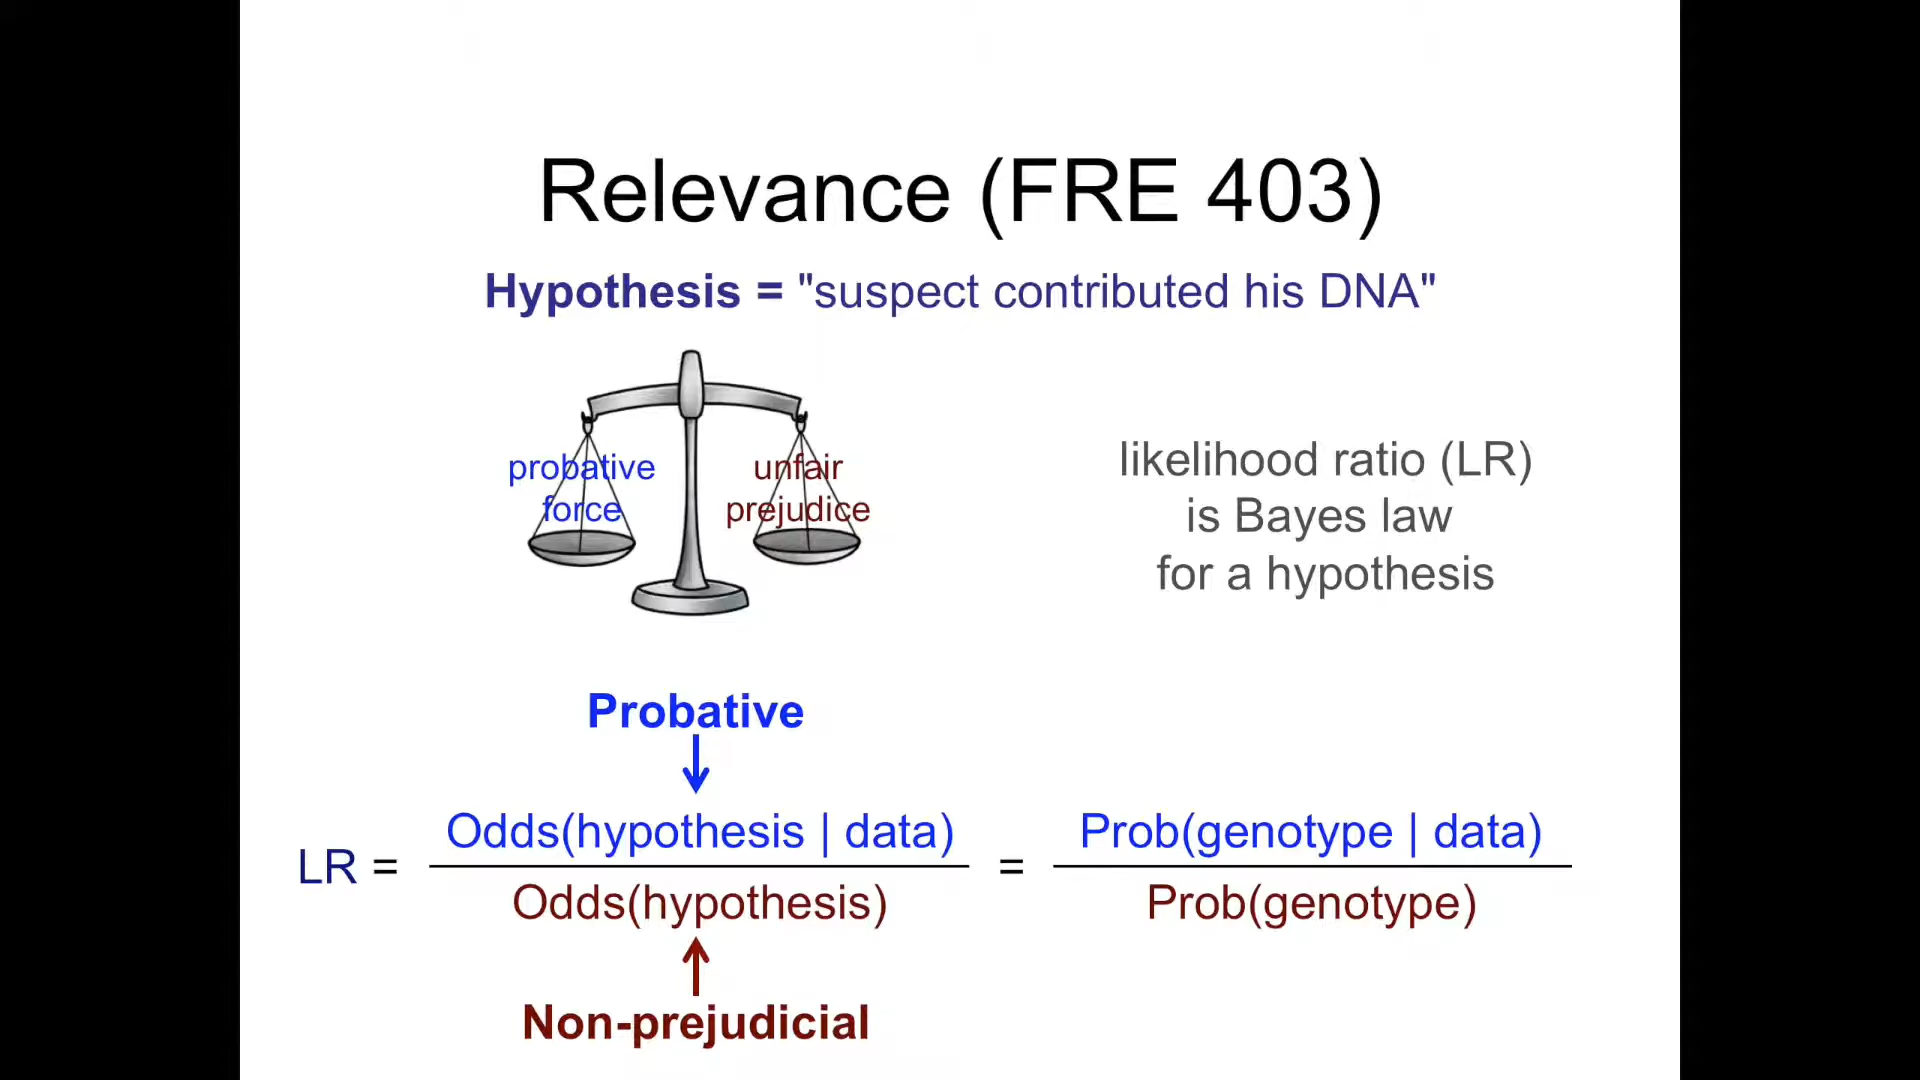 Relevance (FRE 403)
Hypothesis = "suspect contributed his DNA"
probative
force
unfair
prejudice
likelihood ratio (LR)
is Bayes law
for a hypothesis
Probative
LR = Odds(hypothesis | data) = Prob(genotype | data)
Odds(hypothesis) Prob(genotype)
Non-prejudicial